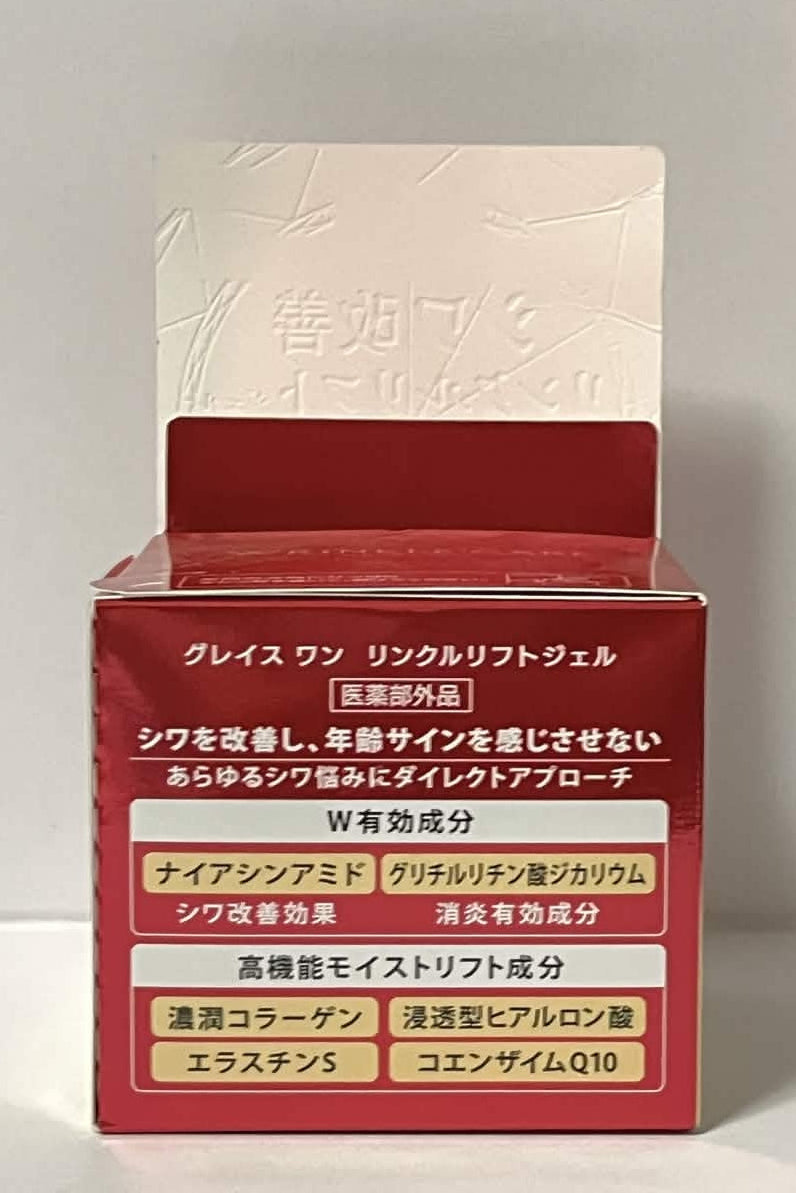 シワ改善
グレイス ワン リンクルリフトジェル
医薬部外品
シワを改善し、年齢サインを感じさせない
あらゆるシワ悩みにダイレクトアプローチ
W有効成分
ナイアシンアミド グリチルリチン酸ジカリウム
シワ改善効果 消炎有効成分
高機能モイストリフト成分
濃潤コラーゲン 浸透型ヒアルロン酸
エラスチンS コエンザイムQ10